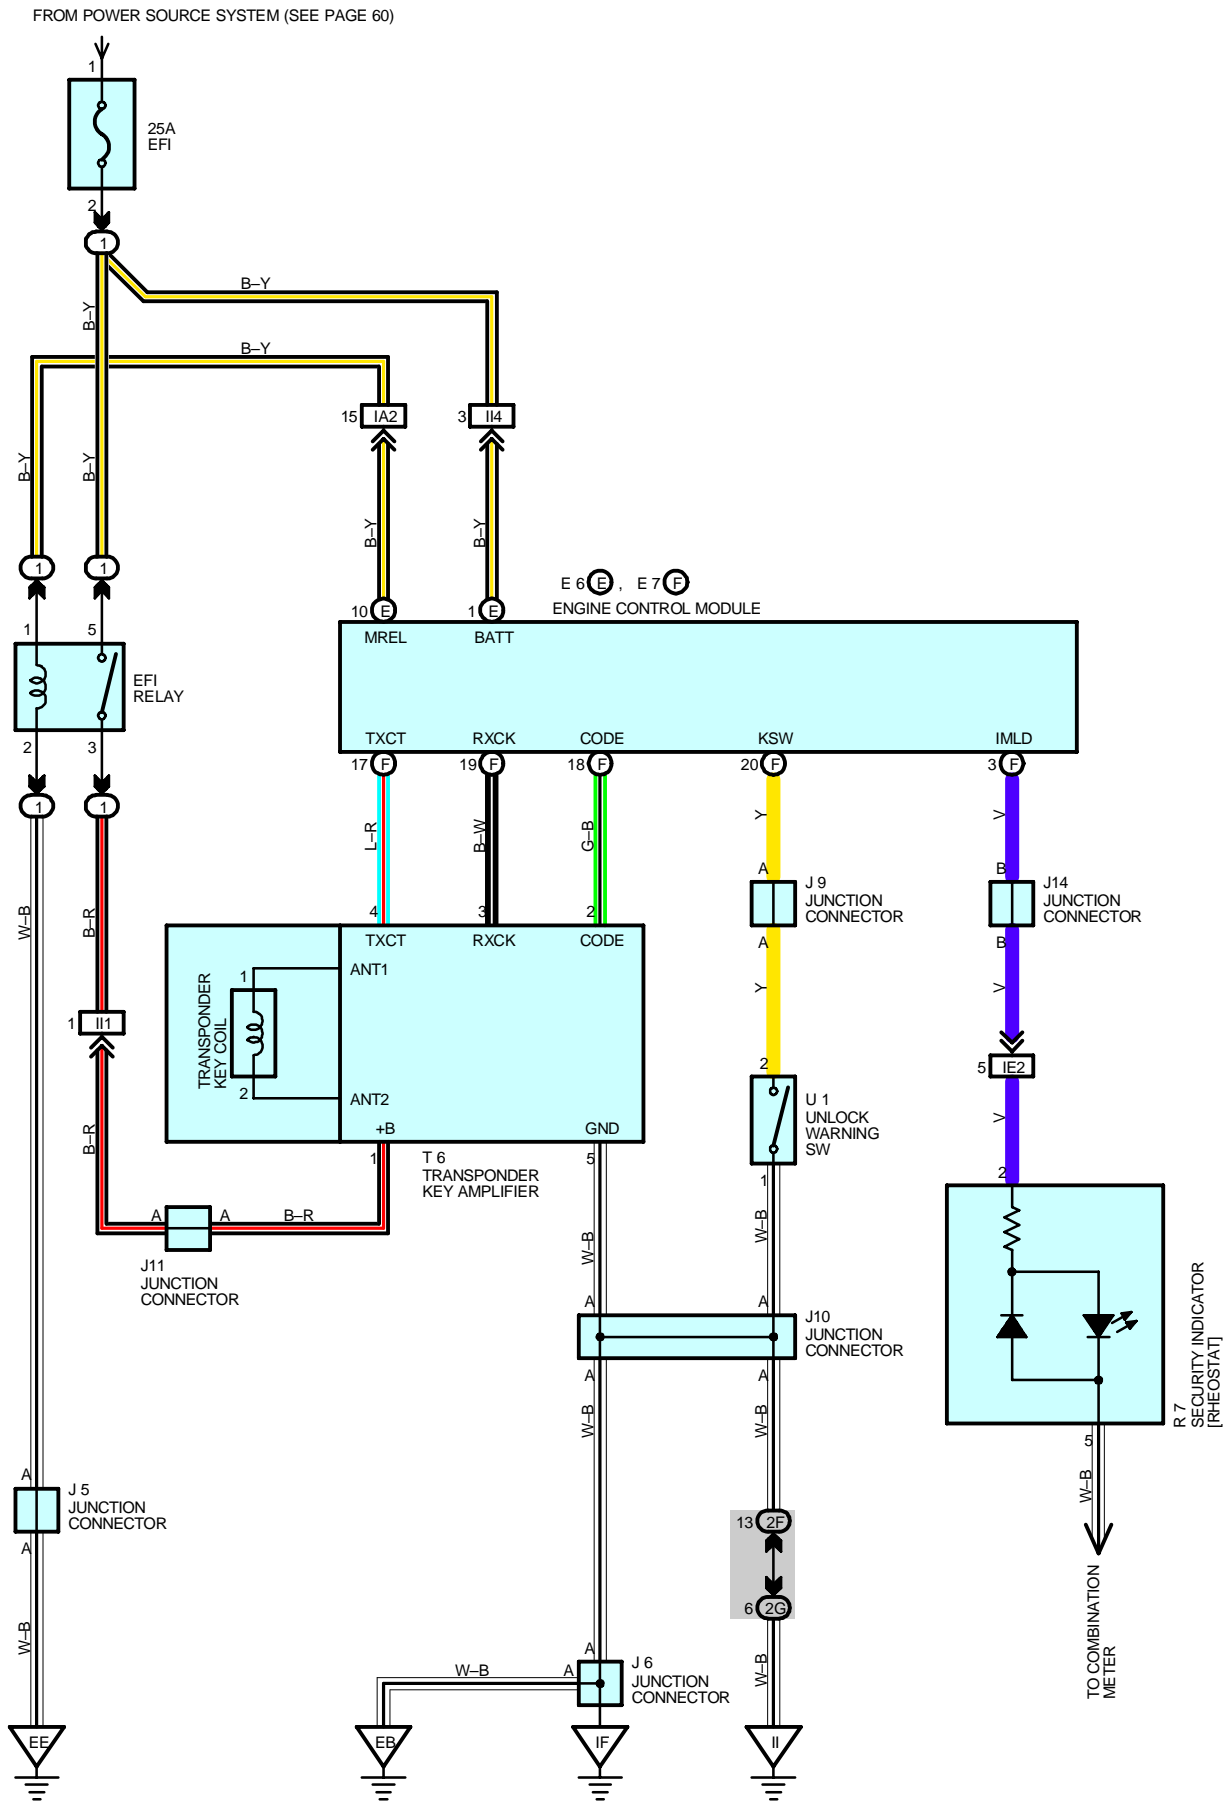 FROM POWER SOURCE SYSTEM (SEE PAGE 60)
1
25A
EFI
2
1
B–Y
B–Y
B–Y
15 IA2
3 II4
B–Y
B–Y
B–Y
B–Y
1
1
E 6 E , E 7 F
ENGINE CONTROL MODULE
10 E
1 E
MREL
BATT
1
5
EFI
RELAY
2
3
TXCT
RXCK
CODE
KSW
IMLD
17 F
19 F
18 F
20 F
3 F
1
1
L–R
B–W
G–B
Y
V
A
J 9
JUNCTION
CONNECTOR
B
J14
JUNCTION
CONNECTOR
W–B
B–R
4
3
2
TXCT
RXCK
CODE
A
B
Y
V
ANT1
1
TRANSPONDER
KEY COIL
2
ANT2
1 II1
5 IE2
2
U 1
UNLOCK
WARNING
SW
V
B–R
+B
GND
1
T 6
TRANSPONDER
KEY AMPLIFIER
5
1
2
A
A
B–R
J11
JUNCTION
CONNECTOR
W–B
W–B
A
A
J10
JUNCTION
CONNECTOR
A
A
W–B
W–B
R 7
SECURITY INDICATOR
[RHEOSTAT]
5
W–B
A
J 5
JUNCTION
CONNECTOR
A
13 2F
6 2G
W–B
TO COMBINATION
METER
W–B
A
A
J 6
JUNCTION
CONNECTOR
W–B
EE
EB
IF
II